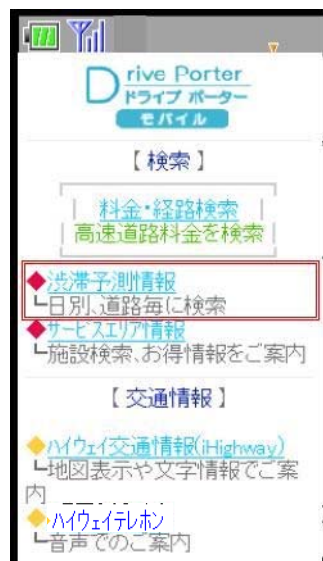 Drive Porter
ドライブ ポーター
モバイル
【 検索 】
料金・経路検索
高速道路料金を検索
◆渋滞予測情報
┗日別、道路毎に検索
◆サービスエリア情報
┗施設検索、お得情報をご案内
【 交通情報 】
◆ハイウェイ交通情報(iHighway)
┗地図表示や文字情報でご案
内
◆ハイウェイテレホン
┗音声でのご案内